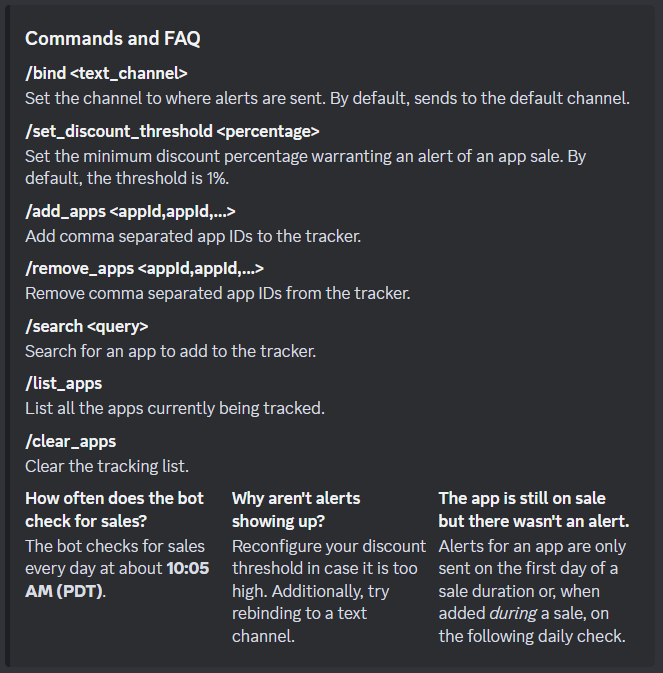 Commands and FAQ
/bind <text_channel>
Set the channel to where alerts are sent. By default, sends to the default channel.
/set_discount_threshold <percentage>
Set the minimum discount percentage warranting an alert of an app sale. By
default, the threshold is 1%.
/add_apps <appId,appId,...>
Add comma separated app IDs to the tracker.
/remove_apps <appId,appId,...>
Remove comma separated app IDs from the tracker.
/search <query>
Search for an app to add to the tracker.
/list_apps
List all the apps currently being tracked.
/clear_apps
Clear the tracking list.
How often does the bot
check for sales?
The bot checks for sales
every day at about 10:05
AM (PDT).
Why aren't alerts
showing up?
Reconfigure your discount
threshold in case it is too
high. Additionally, try
rebinding to a text
channel.
The app is still on sale
but there wasn't an alert.
Alerts for an app are only
sent on the first day of a
sale duration or, when
added during a sale, on
the following daily check.